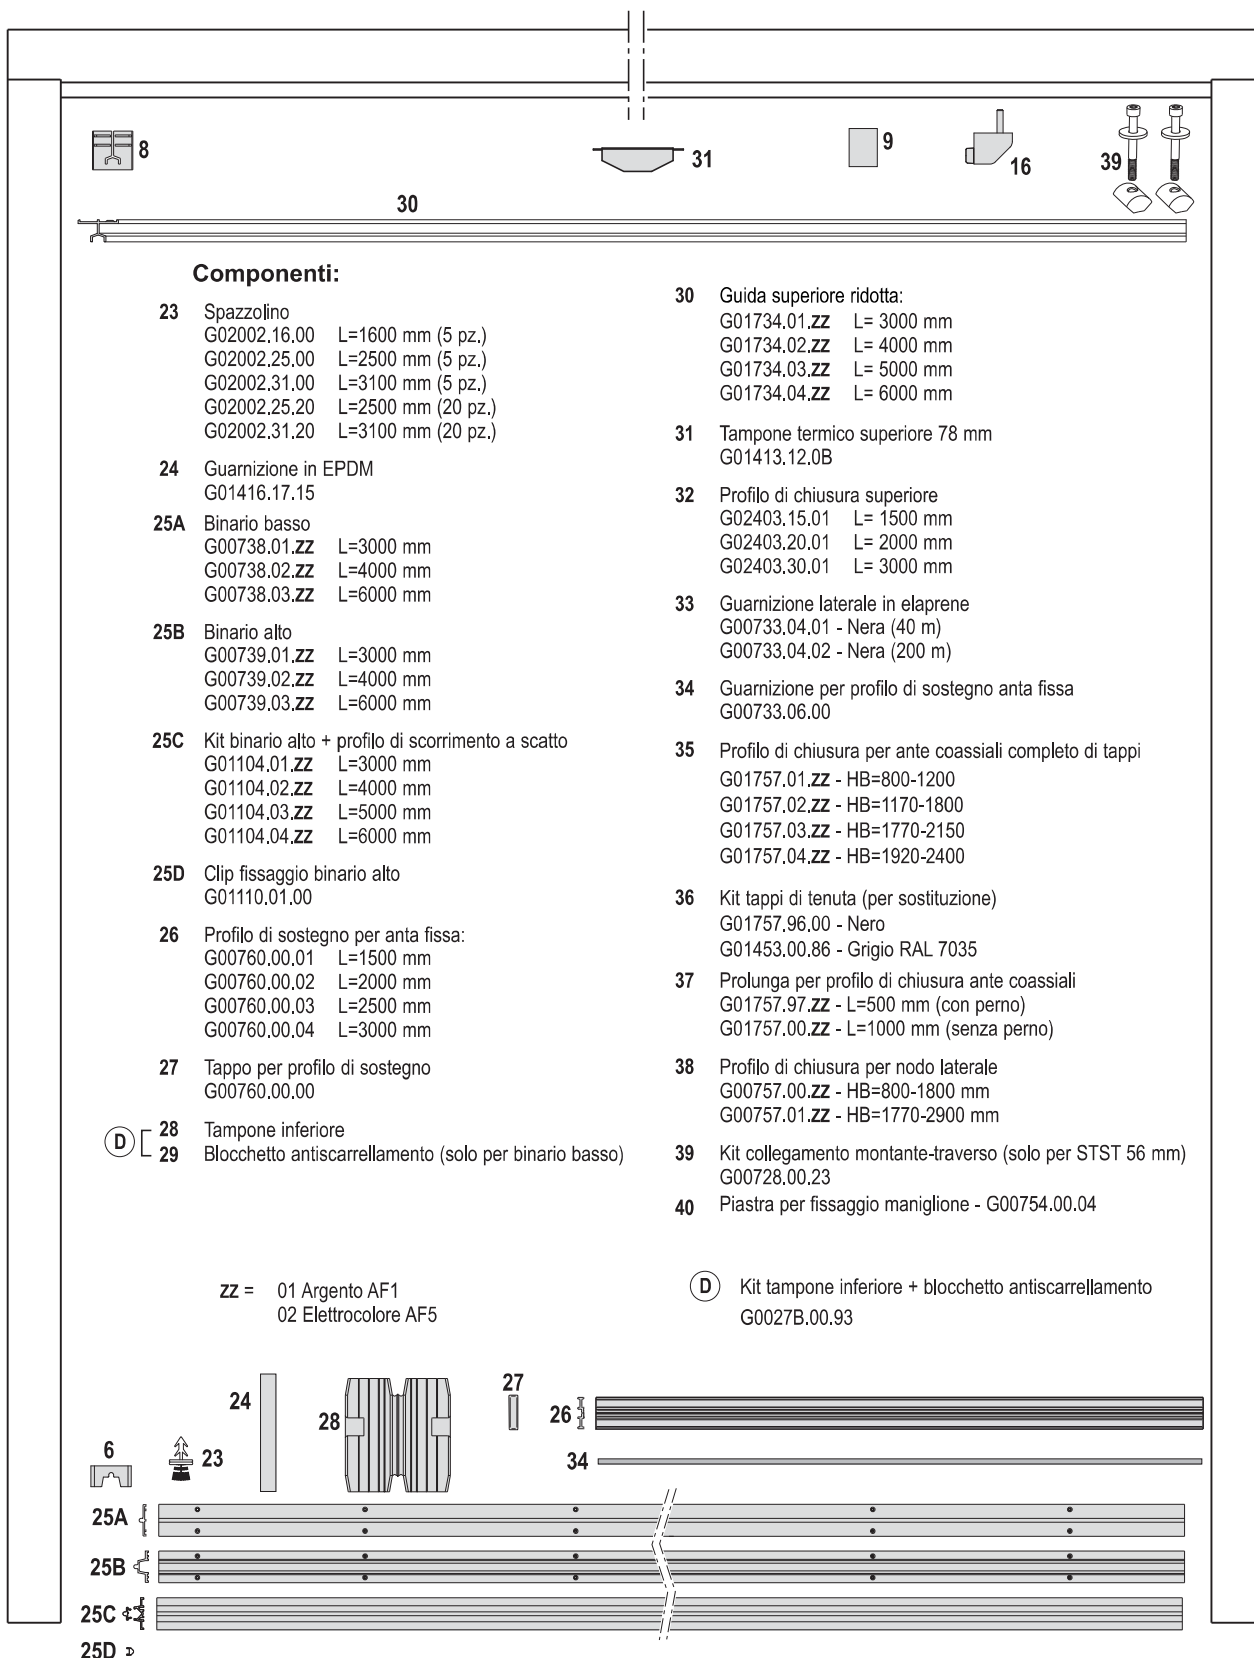 8
31
9
16
39
30
Componenti:
23 Spazzolino
G02002.16.00 L=1600 mm (5 pz.)
G02002.25.00 L=2500 mm (5 pz.)
G02002.31.00 L=3100 mm (5 pz.)
G02002.25.20 L=2500 mm (20 pz.)
G02002.31.20 L=3100 mm (20 pz.)
24 Guarnizione in EPDM
G01416.17.15
25A Binario basso
G00738.01.ZZ L=3000 mm
G00738.02.ZZ L=4000 mm
G00738.03.ZZ L=6000 mm
25B Binario alto
G00739.01.ZZ L=3000 mm
G00739.02.ZZ L=4000 mm
G00739.03.ZZ L=6000 mm
25C Kit binario alto + profilo di scorrimento a scatto
G01104.01.ZZ L=3000 mm
G01104.02.ZZ L=4000 mm
G01104.03.ZZ L=5000 mm
G01104.04.ZZ L=6000 mm
25D Clip fissaggio binario alto
G01110.01.00
26 Profilo di sostegno per anta fissa:
G00760.00.01 L=1500 mm
G00760.00.02 L=2000 mm
G00760.00.03 L=2500 mm
G00760.00.04 L=3000 mm
27 Tappo per profilo di sostegno
G00760.00.00
D
28 Tampone inferiore
29 Blocchetto antiscarrellamento (solo per binario basso)
30 Guida superiore ridotta:
G01734.01.ZZ L= 3000 mm
G01734.02.ZZ L= 4000 mm
G01734.03.ZZ L= 5000 mm
G01734.04.ZZ L= 6000 mm
31 Tampone termico superiore 78 mm
G01413.12.0B
32 Profilo di chiusura superiore
G02403.15.01 L= 1500 mm
G02403.20.01 L= 2000 mm
G02403.30.01 L= 3000 mm
33 Guarnizione laterale in elaprene
G00733.04.01 - Nera (40 m)
G00733.04.02 - Nera (200 m)
34 Guarnizione per profilo di sostegno anta fissa
G00733.06.00
35 Profilo di chiusura per ante coassiali completo di tappi
G01757.01.ZZ - HB=800-1200
G01757.02.ZZ - HB=1170-1800
G01757.03.ZZ - HB=1770-2150
G01757.04.ZZ - HB=1920-2400
36 Kit tappi di tenuta (per sostituzione)
G01757.96.00 - Nero
G01453.00.86 - Grigio RAL 7035
37 Prolunga per profilo di chiusura ante coassiali
G01757.97.ZZ - L=500 mm (con perno)
G01757.00.ZZ - L=1000 mm (senza perno)
38 Profilo di chiusura per nodo laterale
G00757.00.ZZ - HB=800-1800 mm
G00757.01.ZZ - HB=1770-2900 mm
39 Kit collegamento montante-traverso (solo per STST 56 mm)
G00728.00.23
40 Piastra per fissaggio maniglione - G00754.00.04
ZZ = 01 Argento AF1
02 Elettrocolore AF5
D Kit tampone inferiore + blocchetto antiscarrellamento
G0027B.00.93
27
24
28
26
6
23
34
25A
25B
25C
25D